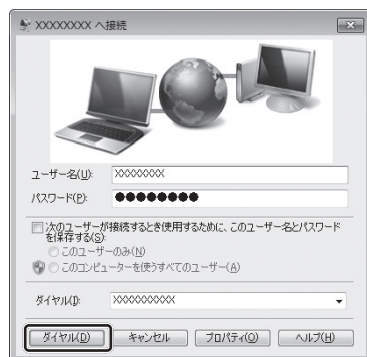 XXXXXXXX へ接続
ユーザー名(U): XXXXXXXX
パスワード(P): ●●●●●●●●
次のユーザーが接続するとき使用するために、このユーザー名とパスワード
を保存する(S):
このユーザーのみ(N)
このコンピューターを使うすべてのユーザー(A)
ダイヤル(I): XXXXXXXXXX
ダイヤル(D) キャンセル プロパティ(O) ヘルプ(H)